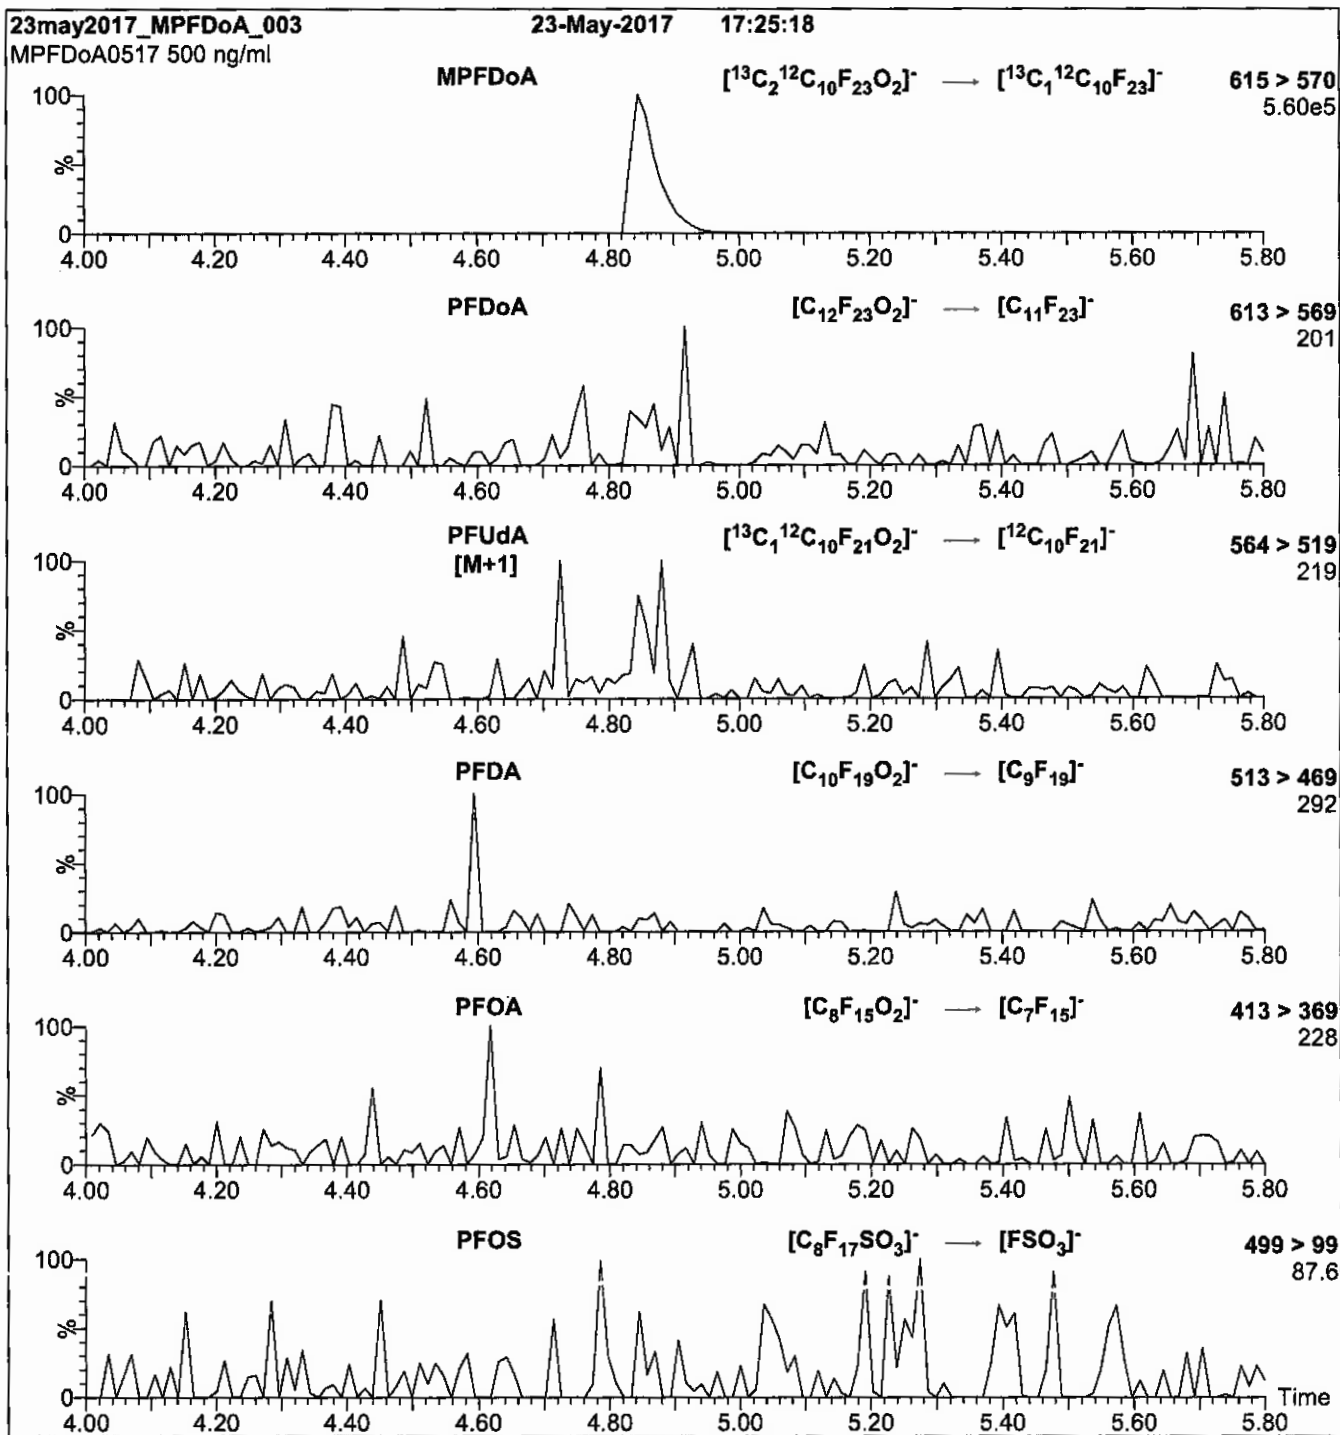 23may2017_MPFDoA_003 23-May-2017 17:25:18
MPFDoA0517 500 ng/ml
MPFDoA [¹³C₂¹²C₁₀F₂₃O₂]⁻ → [¹³C₁¹²C₁₀F₂₃]⁻ 615 > 570
5.60e5
100
%
0
4.00 4.20 4.40 4.60 4.80 5.00 5.20 5.40 5.60 5.80
PFDoA [C₁₂F₂₃O₂]⁻ → [C₁₁F₂₃]⁻ 613 > 569
201
100
%
0
4.00 4.20 4.40 4.60 4.80 5.00 5.20 5.40 5.60 5.80
PFUdA [¹³C₁¹²C₁₀F₂₁O₂]⁻ → [¹²C₁₀F₂₁]⁻ 564 > 519
[M+1] 219
100
%
0
4.00 4.20 4.40 4.60 4.80 5.00 5.20 5.40 5.60 5.80
PFDA [C₁₀F₁₉O₂]⁻ → [C₉F₁₉]⁻ 513 > 469
292
100
%
0
4.00 4.20 4.40 4.60 4.80 5.00 5.20 5.40 5.60 5.80
PFOA [C₈F₁₅O₂]⁻ → [C₇F₁₅]⁻ 413 > 369
228
100
%
0
4.00 4.20 4.40 4.60 4.80 5.00 5.20 5.40 5.60 5.80
PFOS [C₈F₁₇SO₃]⁻ → [FSO₃]⁻ 499 > 99
87.6
100
%
0 Time
4.00 4.20 4.40 4.60 4.80 5.00 5.20 5.40 5.60 5.80